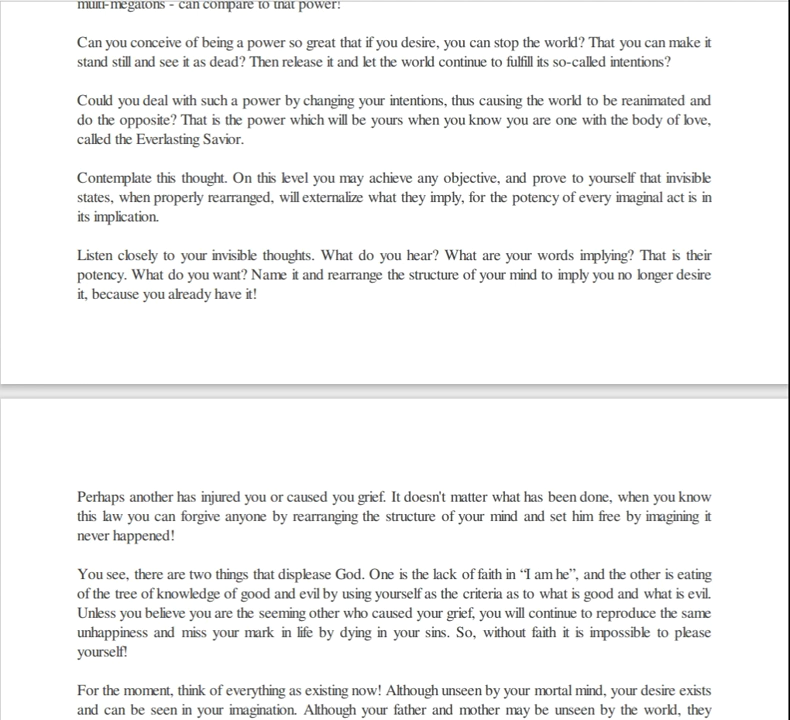 multi-megatons - can compare to that power!
Can you conceive of being a power so great that if you desire, you can stop the world? That you can make it
stand still and see it as dead? Then release it and let the world continue to fulfill its so-called intentions?
Could you deal with such a power by changing your intentions, thus causing the world to be reanimated and
do the opposite? That is the power which will be yours when you know you are one with the body of love,
called the Everlasting Savior.
Contemplate this thought. On this level you may achieve any objective, and prove to yourself that invisible
states, when properly rearranged, will externalize what they imply, for the potency of every imaginal act is in
its implication.
Listen closely to your invisible thoughts. What do you hear? What are your words implying? That is their
potency. What do you want? Name it and rearrange the structure of your mind to imply you no longer desire
it, because you already have it!
Perhaps another has injured you or caused you grief. It doesn't matter what has been done, when you know
this law you can forgive anyone by rearranging the structure of your mind and set him free by imagining it
never happened!
You see, there are two things that displease God. One is the lack of faith in “I am he”, and the other is eating
of the tree of knowledge of good and evil by using yourself as the criteria as to what is good and what is evil.
Unless you believe you are the seeming other who caused your grief, you will continue to reproduce the same
unhappiness and miss your mark in life by dying in your sins. So, without faith it is impossible to please
yourself!
For the moment, think of everything as existing now! Although unseen by your mortal mind, your desire exists
and can be seen in your imagination. Although your father and mother may be unseen by the world, they